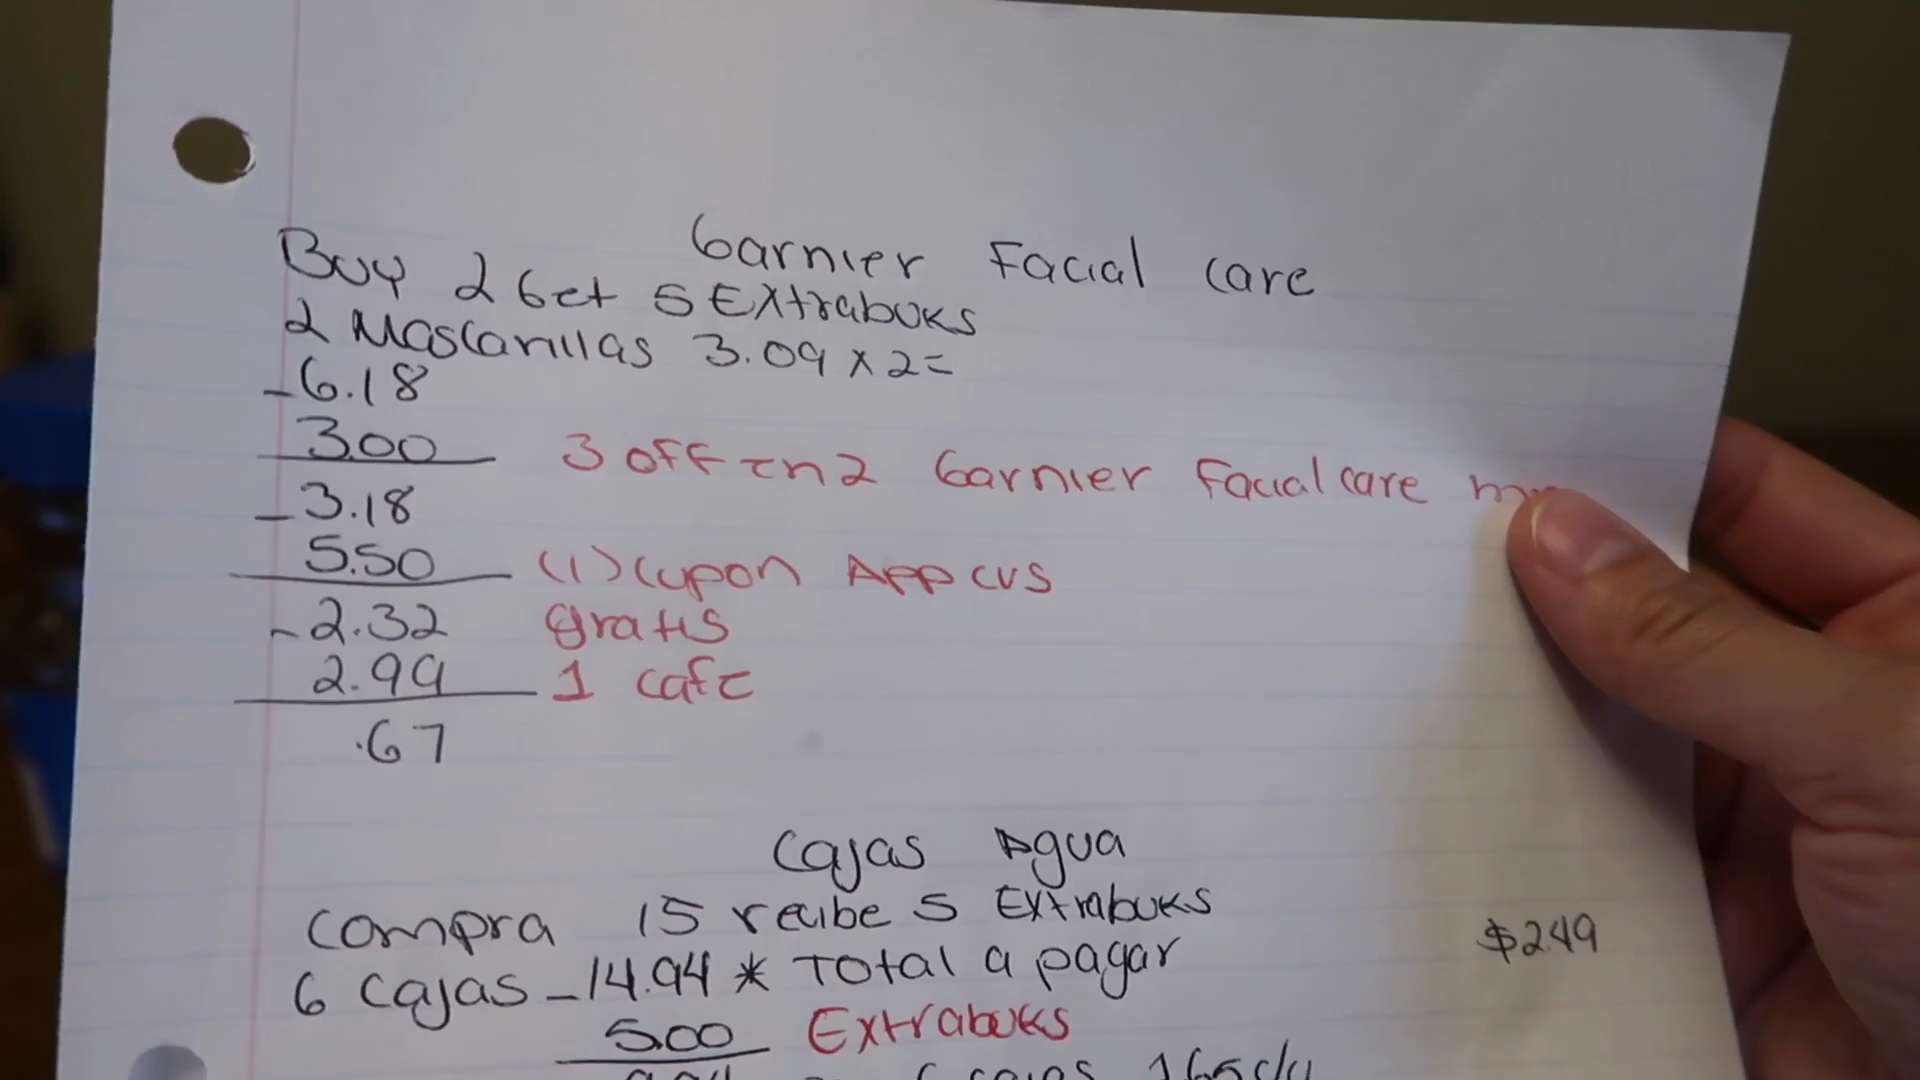 Garnier Facial care
Buy 2 Get 5 EXtrabuks
2 Mascarillas 3.09 x 2 =
- 6.18
3.00 3 OFF en 2 Garnier Facial care
- 3.18
5.50 (1) Cupon App CVS
- 2.32 gratis
2.99 1 cafe
.67
Cajas Agua
Compra 15 recibe 5 Extrabuks
$2.49
6 Cajas - 14.94 * Total a pagar
5.00 Extrabuks